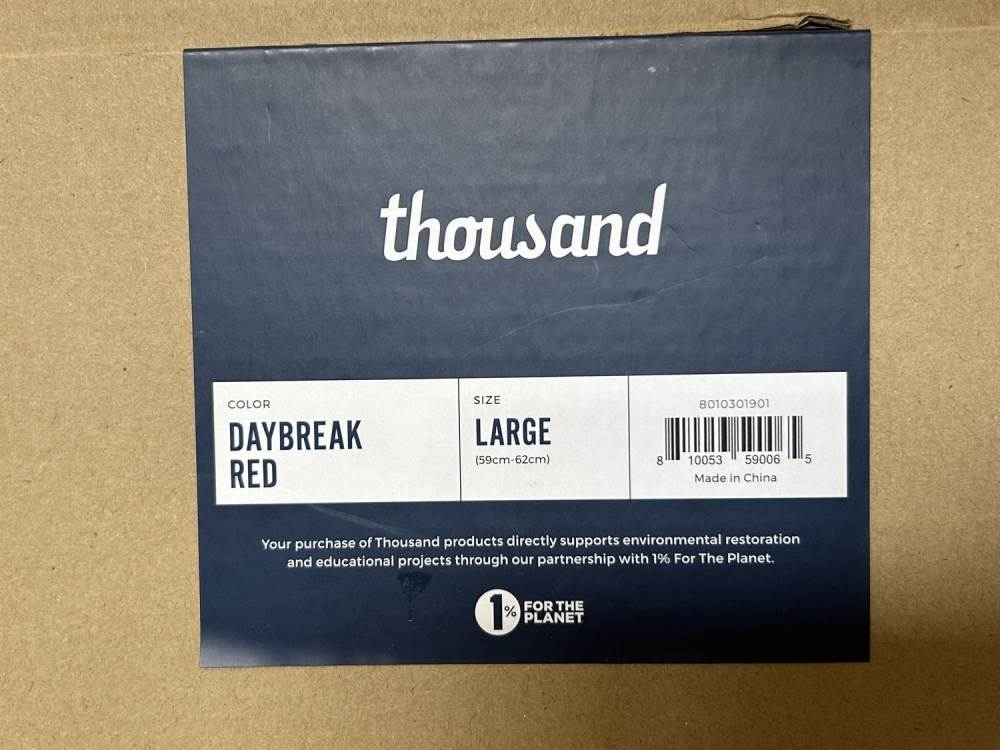 thousand
COLOR
DAYBREAK
RED
SIZE
LARGE
(59cm-62cm)
8010301901
8 10053 59006 5
Made in China
Your purchase of Thousand products directly supports environmental restoration
and educational projects through our partnership with 1% For The Planet.
1% FOR THE
PLANET